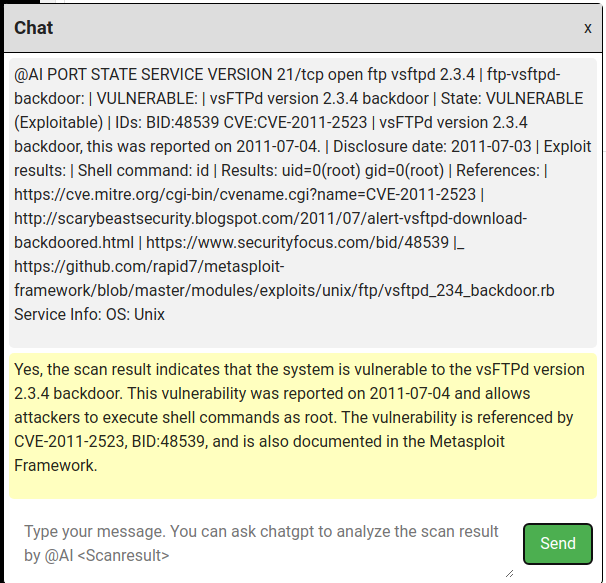 Chat
x
@AI PORT STATE SERVICE VERSION 21/tcp open ftp vsftpd 2.3.4 | ftp-vsftpd-
backdoor: | VULNERABLE: | vsFTPd version 2.3.4 backdoor | State: VULNERABLE
(Exploitable) | IDs: BID:48539 CVE:CVE-2011-2523 | vsFTPd version 2.3.4
backdoor, this was reported on 2011-07-04. | Disclosure date: 2011-07-03 | Exploit
results: | Shell command: id | Results: uid=0(root) gid=0(root) | References: |
https://cve.mitre.org/cgi-bin/cvename.cgi?name=CVE-2011-2523 |
http://scarybeastsecurity.blogspot.com/2011/07/alert-vsftpd-download-
backdoored.html | https://www.securityfocus.com/bid/48539 |_
https://github.com/rapid7/metasploit-
framework/blob/master/modules/exploits/unix/ftp/vsftpd_234_backdoor.rb
Service Info: OS: Unix
Yes, the scan result indicates that the system is vulnerable to the vsFTPd version
2.3.4 backdoor. This vulnerability was reported on 2011-07-04 and allows
attackers to execute shell commands as root. The vulnerability is referenced by
CVE-2011-2523, BID:48539, and is also documented in the Metasploit
Framework.
Type your message. You can ask chatgpt to analyze the scan result
by @AI <Scanresult>
Send